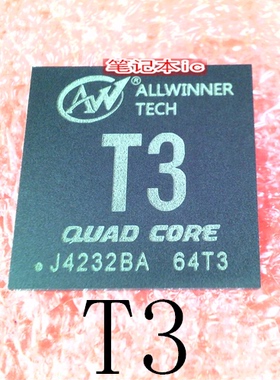 笔记本ic
AW ® ALLWINNER
TECH
T3
QUAD CORE
J4232BA 64T3
T3